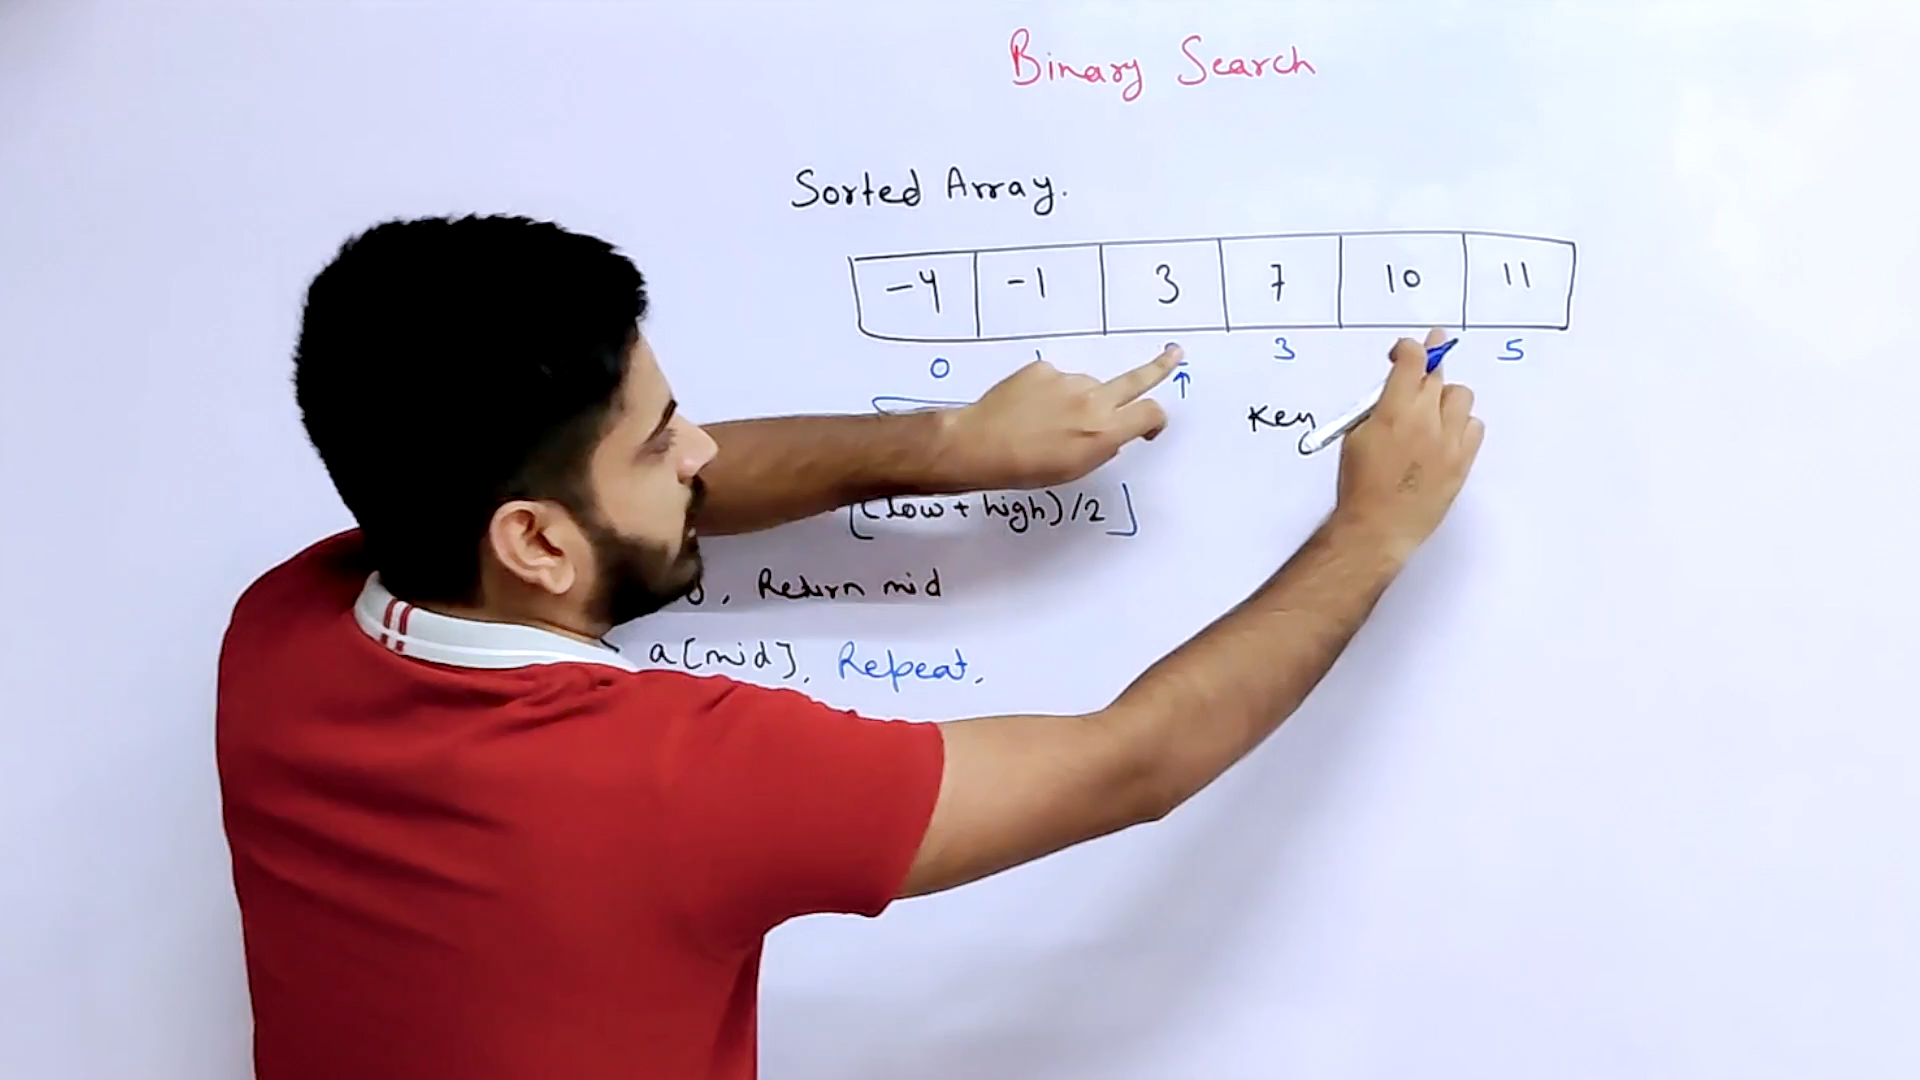 Binary Search
Sorted Array.
-4 -1 3 7 10 11
0 3 5
Key
(low + high)/2
, Return mid
a[mid], Repeat.